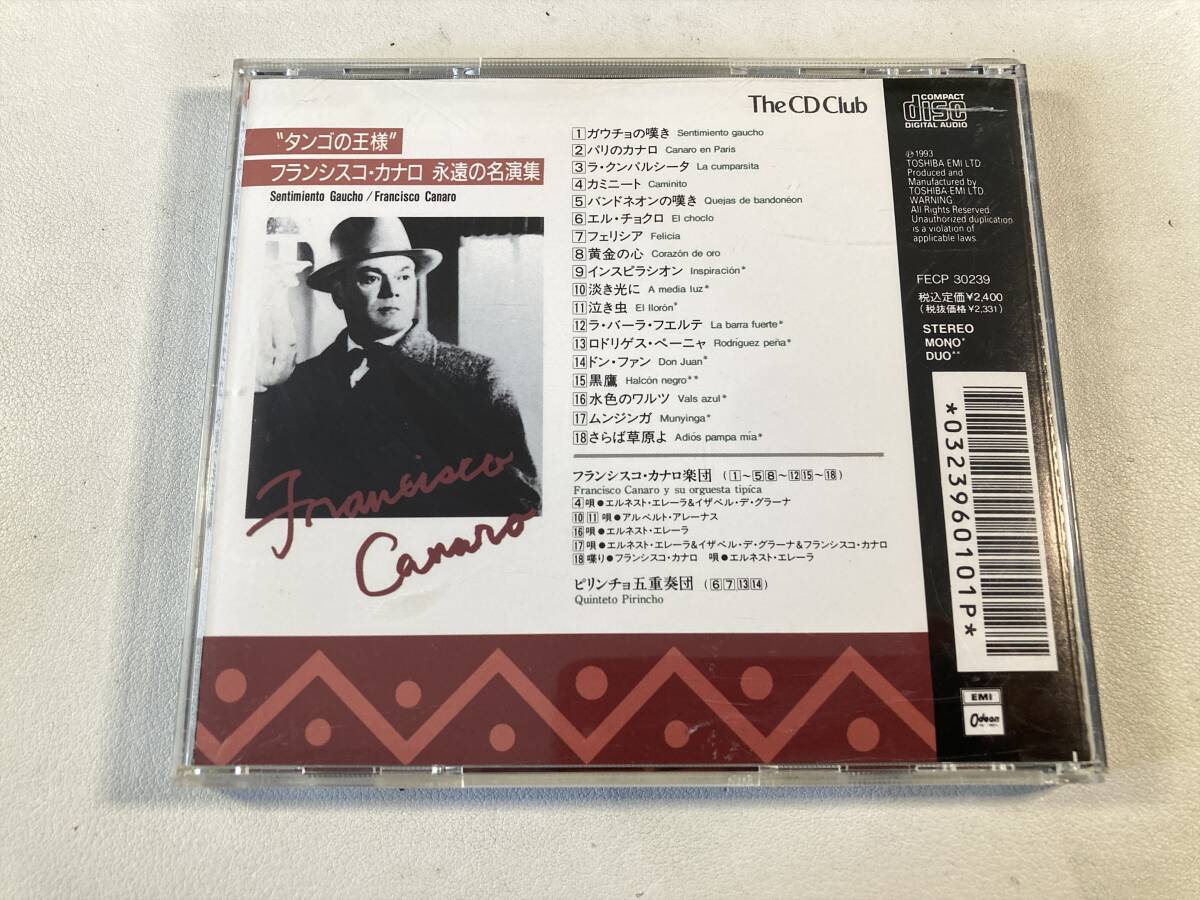 The CD Club
"タンゴの王様"
フランシスコ・カナロ 永遠の名演集
Sentimiento Gaucho / Francisco Canaro
Francisco
Canaro
1 ガウチョの嘆き Sentimiento gaucho
2 パリのカナロ Canaro en Paris
3 ラ・クンパルシータ La cumparsita
4 カミニート Caminito
5 バンドネオンの嘆き Quejas de bandonéon
6 エル・チョクロ El choclo
7 フェリシア Felicia
8 黄金の心 Corazón de oro
9 インスピラシオン Inspiración*
10 淡き光に A media luz*
11 泣き虫 El llorón*
12 ラ・バーラ・フエルテ La barra fuerte*
13 ロドリゲス・ペーニャ Rodríguez peña*
14 ドン・ファン Don Juan*
15 黒鷹 Halcón negro**
16 水色のワルツ Vals azul*
17 ムンジンガ Munyinga*
18 さらば草原よ Adiós pampa mía*
フランシスコ・カナロ楽団 (1~5 8~12 15~18)
Francisco Canaro y su orguesta tipíca
4 唄●エルネスト・エレーラ&イザベル・デ・グラーナ
10 11 唄●アルベルト・アレーナス
16 唄●エルネスト・エレーラ
17 唄●エルネスト・エレーラ&イザベル・デ・グラーナ&フランシスコ・カナロ
18 喋り●フランシスコ・カナロ 唄●エルネスト・エレーラ
ピリンチョ五重奏団 (6 7 13 14)
Quinteto Pirincho
COMPACT
disc
DIGITAL AUDIO
℗1993
TOSHIBA-EMI LTD.
Produced and
Manufactured by
TOSHIBA-EMI LTD.
WARNING:
All Rights Reserved.
Unauthorized duplication
is a violation of
applicable laws.
FECP 30239
税込定価¥2,400
(税抜価格¥2,331)
STEREO
MONO*
DUO**
*0323960101P*
EMI
Odeon